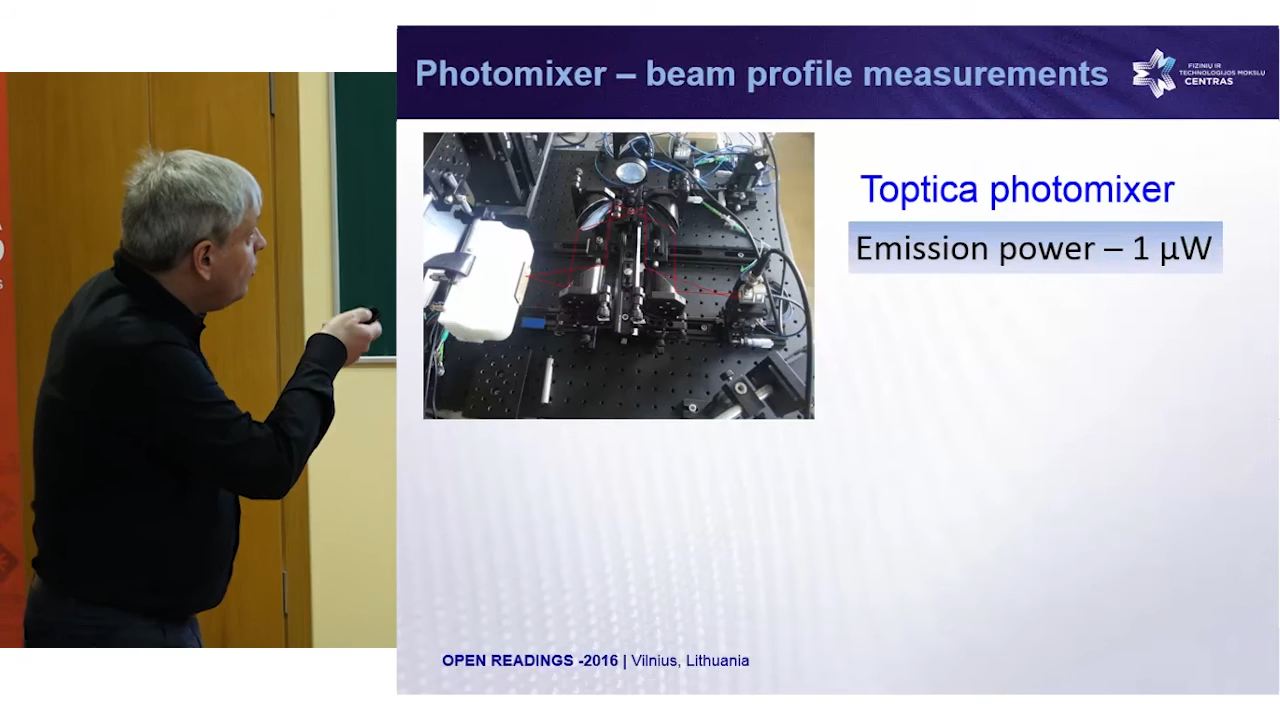 Photomixer – beam profile measurements
FIZINIŲ IR
TECHNOLOGIJOS MOKSLŲ
CENTRAS
Toptica photomixer
Emission power – 1 μW
OPEN READINGS -2016 | Vilnius, Lithuania